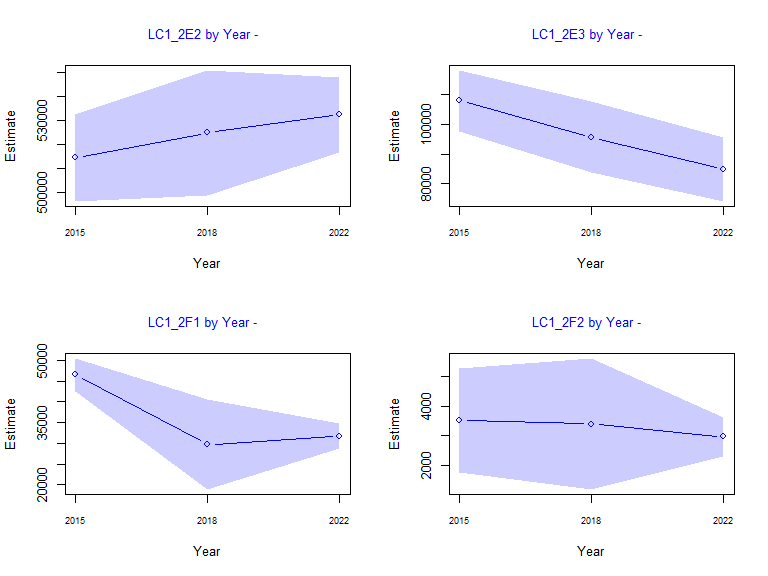 LC1_2E2 by Year -
Estimate
500000
530000
2015
2018
2022
Year
LC1_2E3 by Year -
Estimate
80000
100000
2015
2018
2022
Year
LC1_2F1 by Year -
Estimate
20000
35000
50000
2015
2018
2022
Year
LC1_2F2 by Year -
Estimate
2000
4000
2015
2018
2022
Year